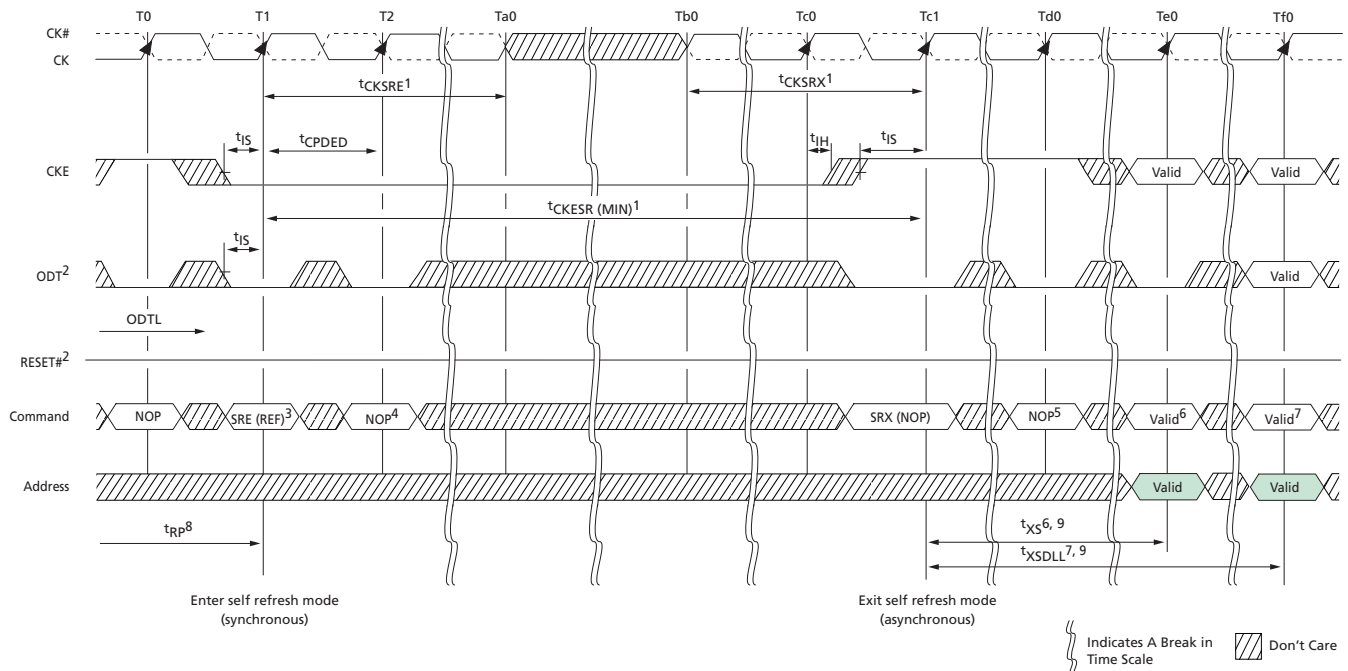 T0 T1 T2 Ta0 Tb0 Tc0 Tc1 Td0 Te0 Tf0
CK#
CK
tCKSRE1 tCKSRX1
tIS tCPDED tIH tIS
CKE Valid Valid
tCKESR (MIN)1
tIS
ODT2 Valid
ODTL
RESET#2
Command NOP SRE (REF)3 NOP4 SRX (NOP) NOP5 Valid6 Valid7
Address Valid Valid
tRP8 tXS6, 9
tXSDLL7, 9
Enter self refresh mode
(synchronous)
Exit self refresh mode
(asynchronous)
Indicates A Break in
Time Scale
Don't Care